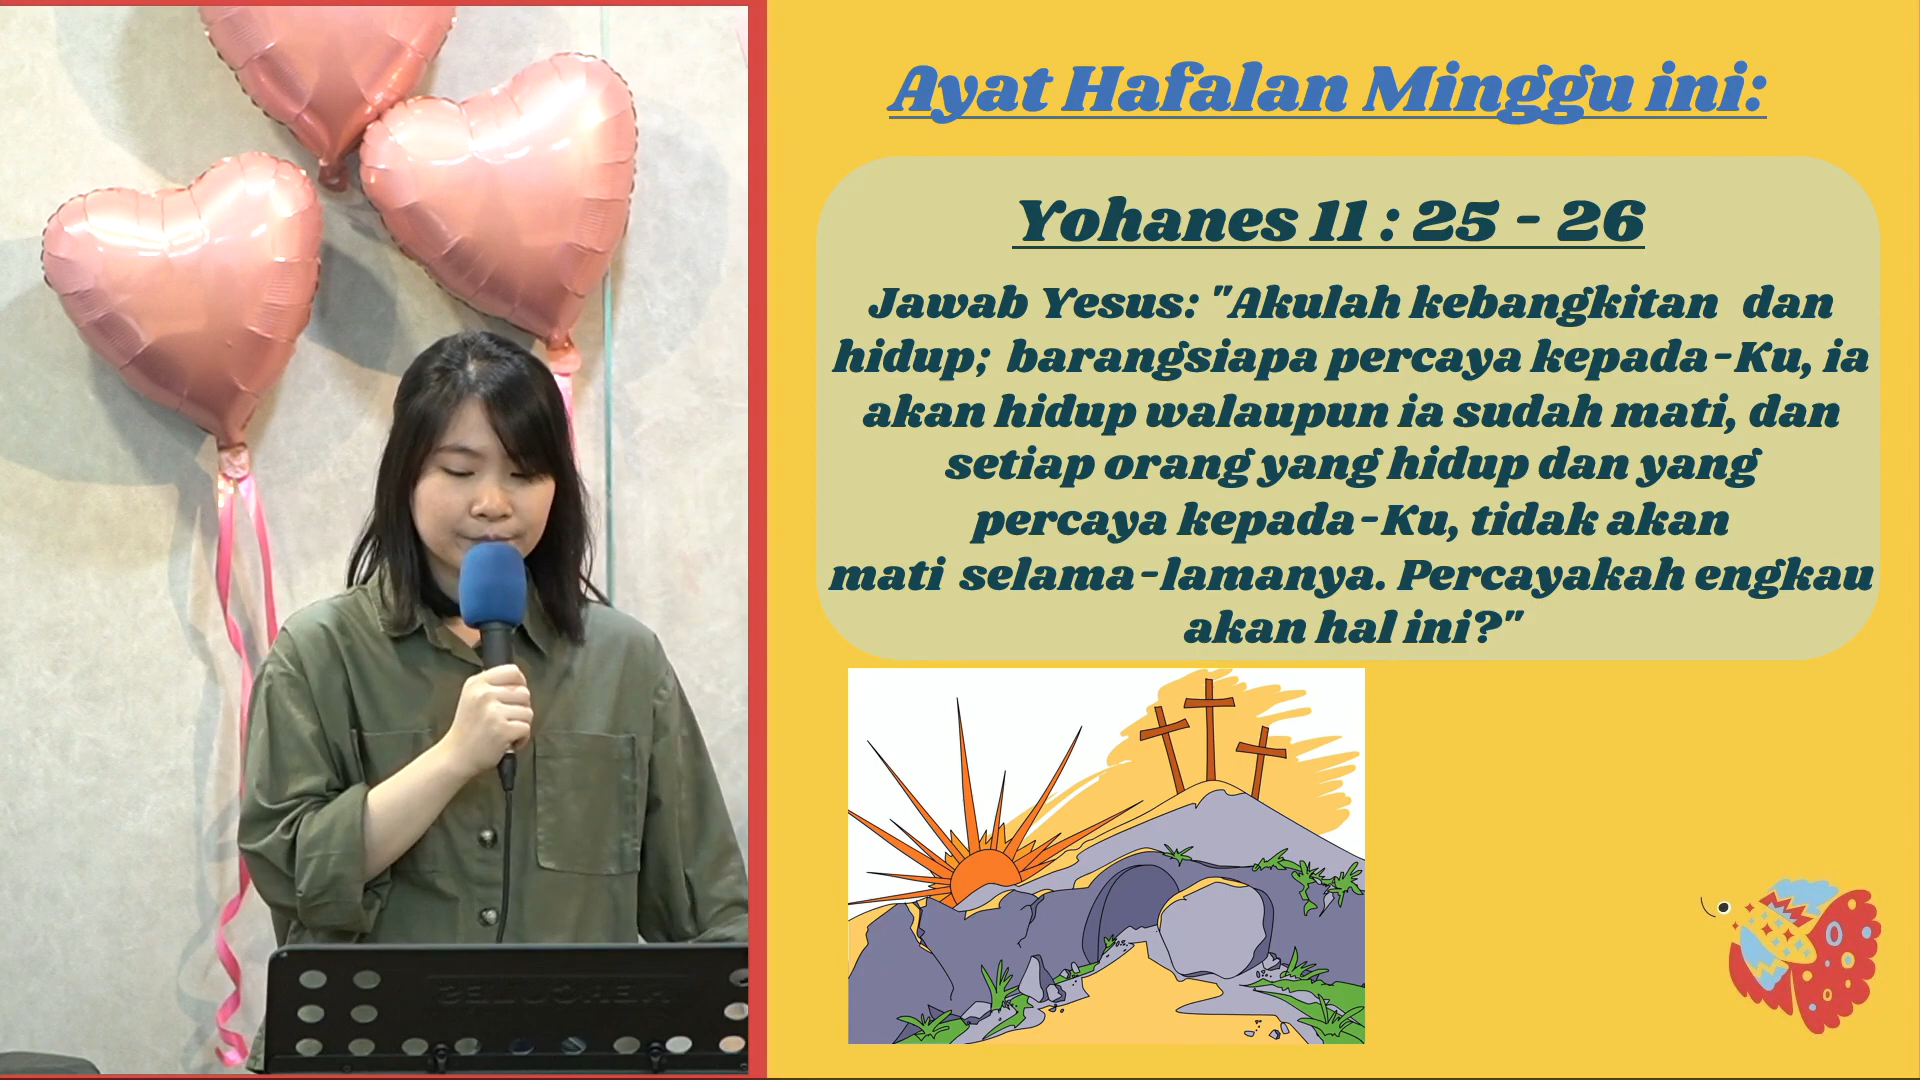 Ayat Hafalan Minggu ini:
Yohanes 11 : 25 - 26
Jawab Yesus: "Akulah kebangkitan dan
hidup; barangsiapa percaya kepada-Ku, ia
akan hidup walaupun ia sudah mati, dan
setiap orang yang hidup dan yang
percaya kepada-Ku, tidak akan
mati selama-lamanya. Percayakah engkau
akan hal ini?"
HERCULES